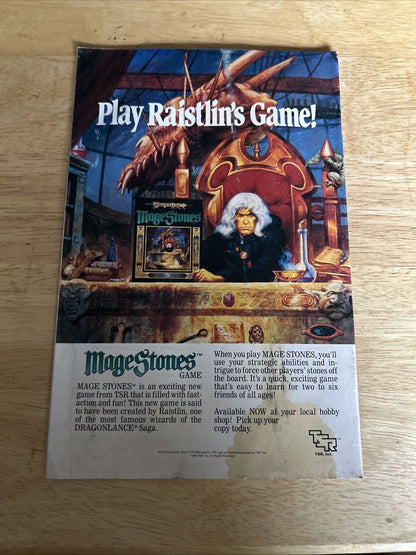 Play Raistlin's Game!
MageStones
MageStones™
GAME
MAGE STONES™ is an exciting new
game from TSR that is filled with fast-
action and fun! This new game is said
to have been created by Raistlin, one
of the most famous wizards of the
DRAGONLANCE® Saga.
When you play MAGE STONES, you'll
use your strategic abilities and in-
trigue to force other players' stones off
the board. It's a quick, exciting game
that's easy to learn for two to six
friends of all ages!
Available NOW at your local hobby
shop! Pick up your
copy today.
TSR
TSR, Inc.